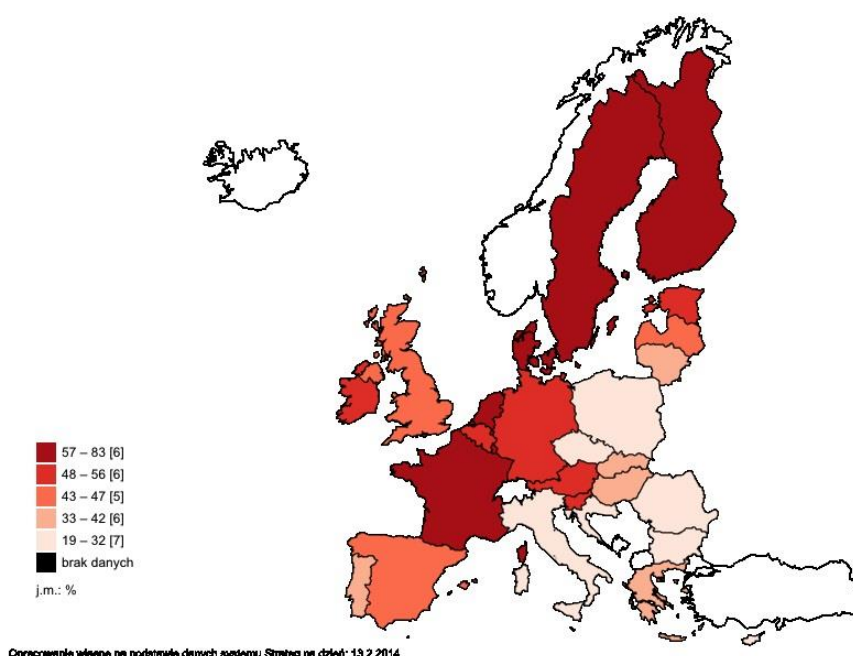 57 – 83 [6]
48 – 56 [6]
43 – 47 [5]
33 – 42 [6]
19 – 32 [7]
brak danych
j.m.: %
Opracowanie własne na podstawie danych systemu Strateg na dzień: 13.2.2014